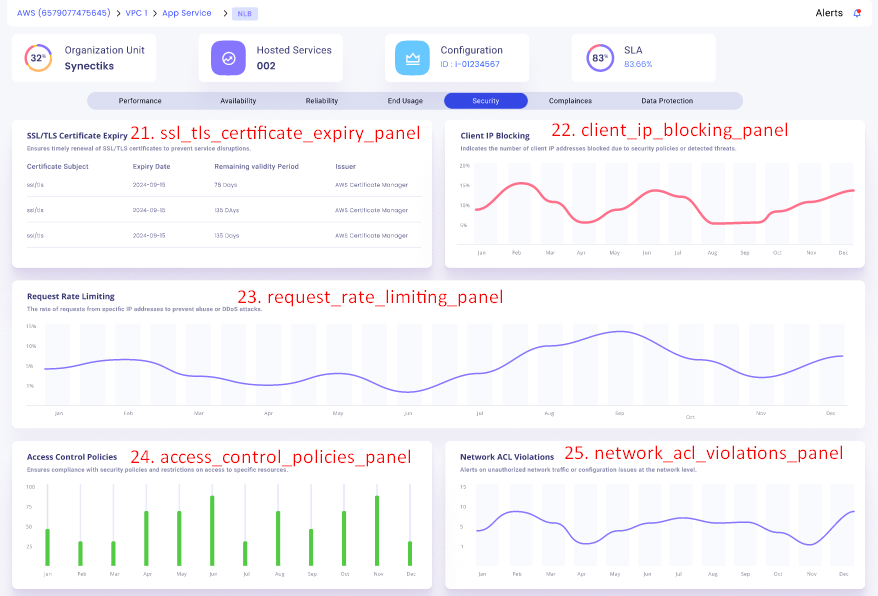 AWS (6579077475645) > VPC 1 > App Service > NLB
Alerts
32%
Organization Unit
Synectiks
Hosted Services
002
Configuration
ID : i-01234567
83%
SLA
83.66%
Performance Availability Reliability End Usage Security Complainces Data Protection
SSL/TLS Certificate Expiry 21. ssl_tls_certificate_expiry_panel
Ensures timely renewal of SSL/TLS certificates to prevent service disruptions.
Certificate Subject Expiry Date Remaining validity Period Issuer
ssl/tls 2024-09-15 76 Days AWS Certificate Manager
ssl/tls 2024-09-15 135 DAys AWS Certificate Manager
ssl/tls 2024-09-15 135 Days AWS Certificate Manager
Client IP Blocking 22. client_ip_blocking_panel
Indicates the number of client IP addresses blocked due to security policies or detected threats.
20%
15%
10%
5%
Jan Feb Mar Apr May Jun Jul Aug Sep Oct Nov Dec
Request Rate Limiting 23. request_rate_limiting_panel
The rate of requests from specific IP addresses to prevent abuse or DDoS attacks.
15%
10%
5%
1%
Jan Feb Mar Apr May Jun Jul Aug Sep Oct Nov Dec
Access Control Policies 24. access_control_policies_panel
Ensures compliance with security policies and restrictions on access to specific resources.
100
75
50
25
Jan Feb Mar Apr May Jun Jul Aug Sep Oct Nov Dec
Network ACL Violations 25. network_acl_violations_panel
Alerts on unauthorized network traffic or configuration issues at the network level.
15
10
5
1
Jan Feb Mar Apr May Jun Jul Aug Sep Oct Nov Dec